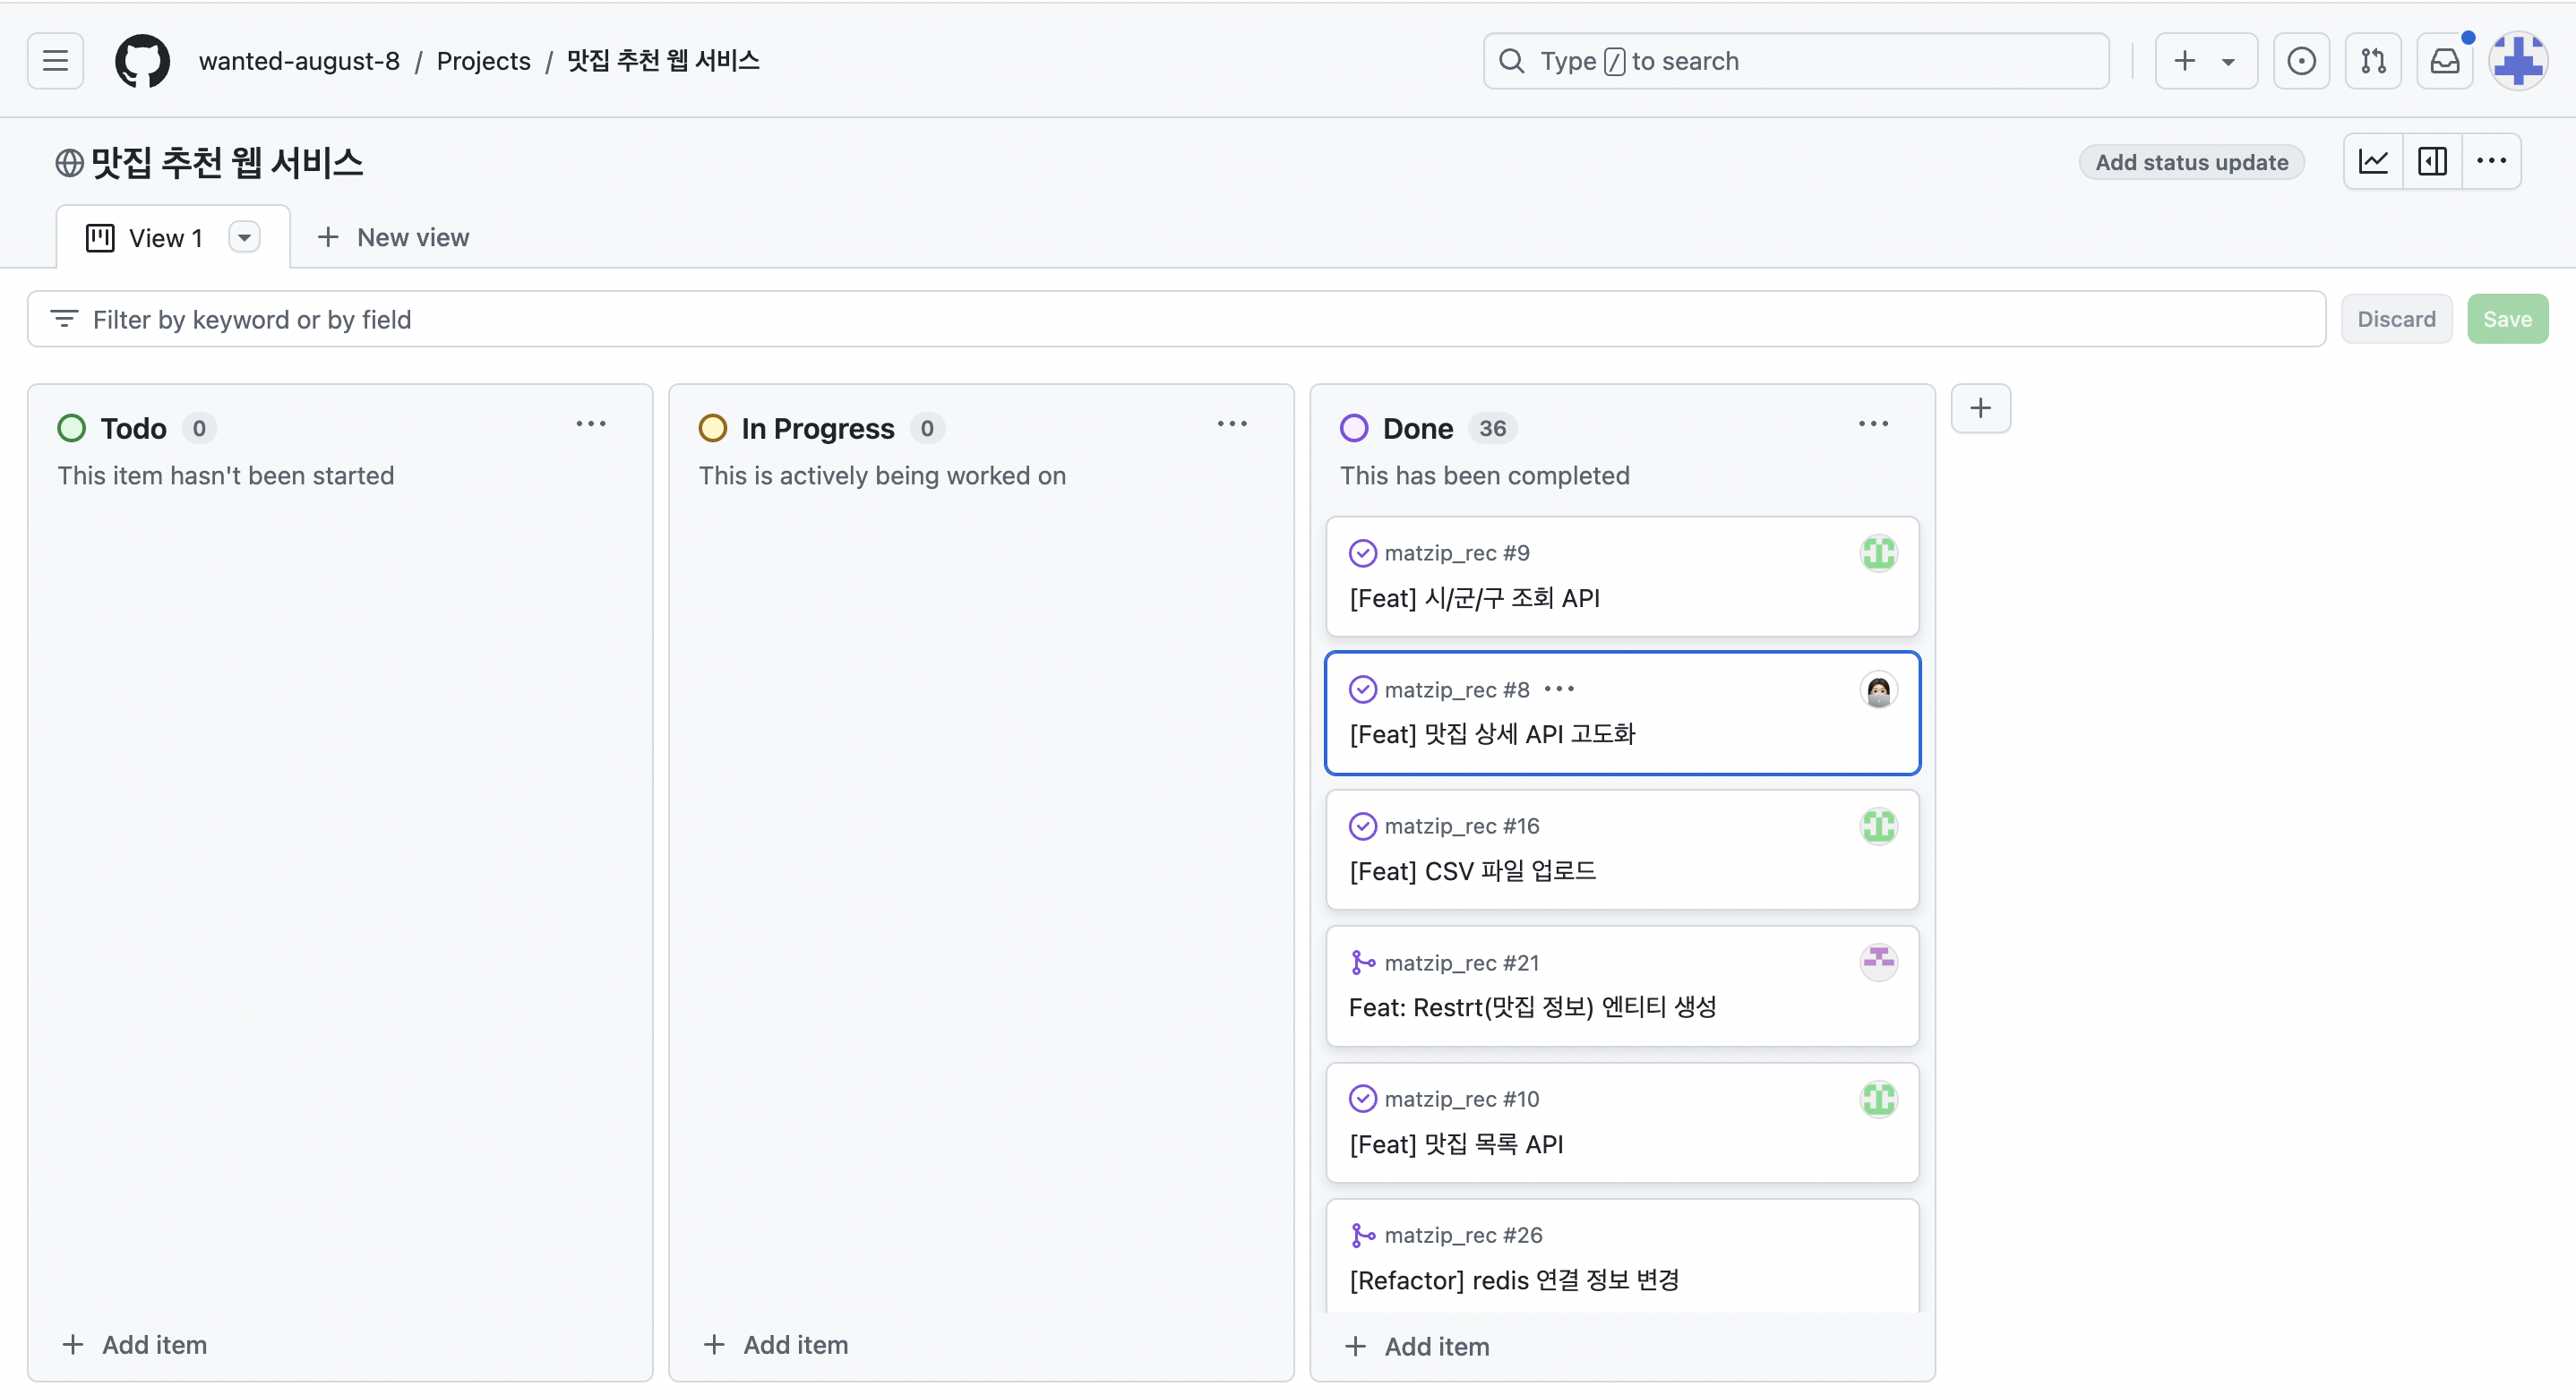 wanted-august-8 / Projects / 맛집 추천 웹 서비스
Type / to search
맛집 추천 웹 서비스
Add status update
View 1
New view
Filter by keyword or by field
Discard
Save
Todo 0
This item hasn't been started
Add item
In Progress 0
This is actively being worked on
Add item
Done 36
This has been completed
matzip_rec #9
[Feat] 시/군/구 조회 API
matzip_rec #8
[Feat] 맛집 상세 API 고도화
matzip_rec #16
[Feat] CSV 파일 업로드
matzip_rec #21
Feat: Restrt(맛집 정보) 엔티티 생성
matzip_rec #10
[Feat] 맛집 목록 API
matzip_rec #26
[Refactor] redis 연결 정보 변경
Add item